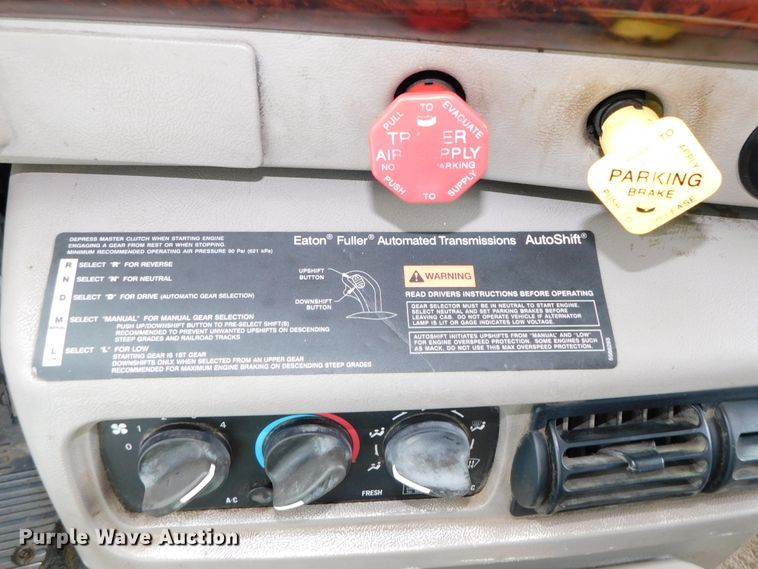 PULL TO EVACUATE
AIR
PARKING
PUSH TO SUPPLY
TO APPLY
PARKING
BRAKE
DEPRESS MASTER CLUTCH WHEN STARTING ENGINE
ENGAGING A GEAR FROM REST OR WHEN STOPPING.
MINIMUM RECOMMENDED OPERATING AIR PRESSURE 90 Psi (621 kPa)
Eaton® Fuller® Automated Transmissions AutoShift®
R SELECT "R" FOR REVERSE
N SELECT "N" FOR NEUTRAL
D SELECT "D" FOR DRIVE (AUTOMATIC GEAR SELECTION)
M SELECT "MANUAL" FOR MANUAL GEAR SELECTION
PUSH UP/DOWNSHIFT BUTTON TO PRE-SELECT SHIFT(S)
RECOMMENDED TO PREVENT UNWANTED UPSHIFTS ON DESCENDING
STEEP GRADES AND RAILROAD TRACKS
L SELECT "L" FOR LOW
STARTING GEAR IS 1ST GEAR
DOWNSHIFTS ONLY WHEN SELECTED FROM AN UPPER GEAR
RECOMMENDED FOR MAXIMUM ENGINE BRAKING ON DESCENDING STEEP GRADES
UPSHIFT
BUTTON
DOWNSHIFT
BUTTON
WARNING
READ DRIVERS INSTRUCTIONS BEFORE OPERATING
GEAR SELECTOR MUST BE IN NEUTRAL TO START ENGINE.
SELECT NEUTRAL AND SET PARKING BRAKES BEFORE
LEAVING CAB. DO NOT OPERATE VEHICLE IF ALTERNATOR
LAMP IS LIT OR GAGE INDICATES LOW VOLTAGE.
AUTOSHIFT INITIATES UPSHIFTS FROM "MANUAL" AND "LOW"
FOR ENGINE OVERSPEED PROTECTION. SOME ENGINES SUCH
AS MACK, DO NOT USE THIS MAX OVERSPEED PROTECTION.
0 1 4
A/C
FRESH
Purple Wave Auction